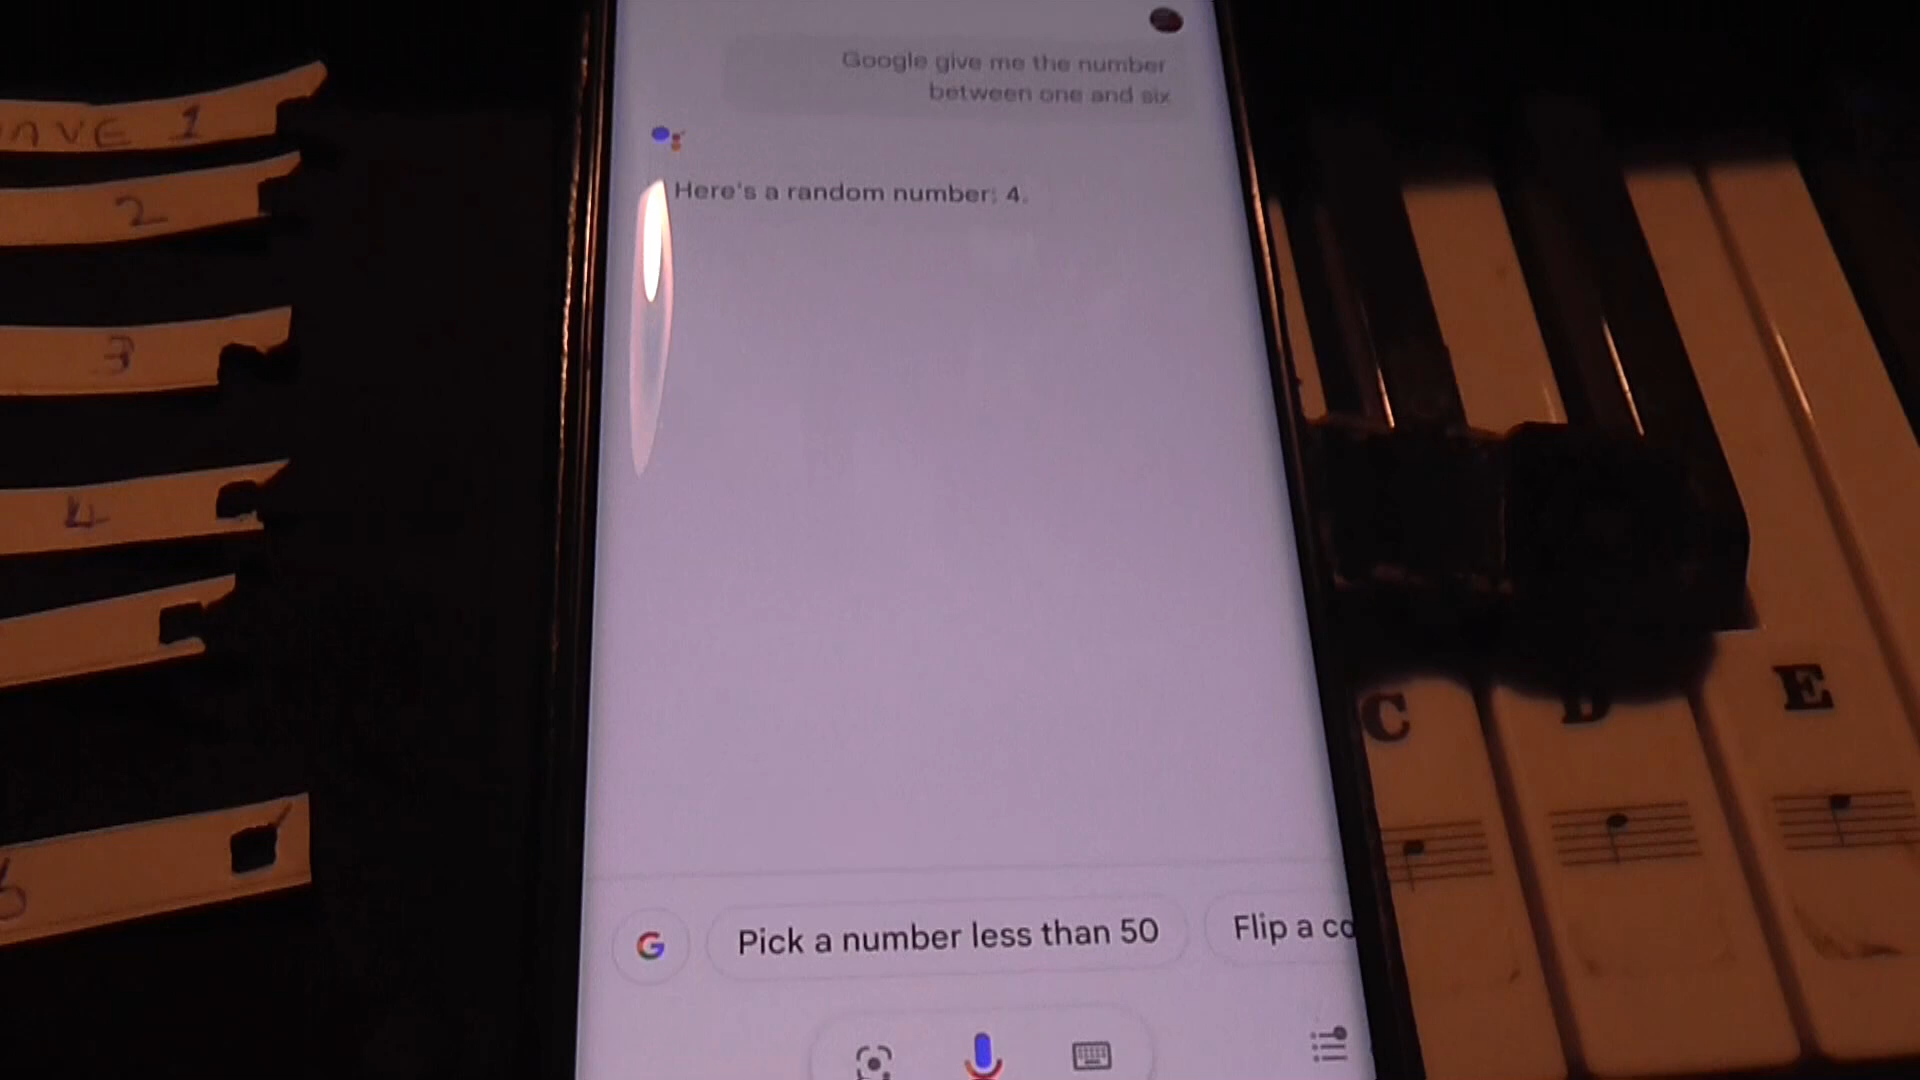 Google give me the number
between one and six
Here's a random number: 4.
AVE 1
2
3
4
C
D
E
G
Pick a number less than 50
Flip a co